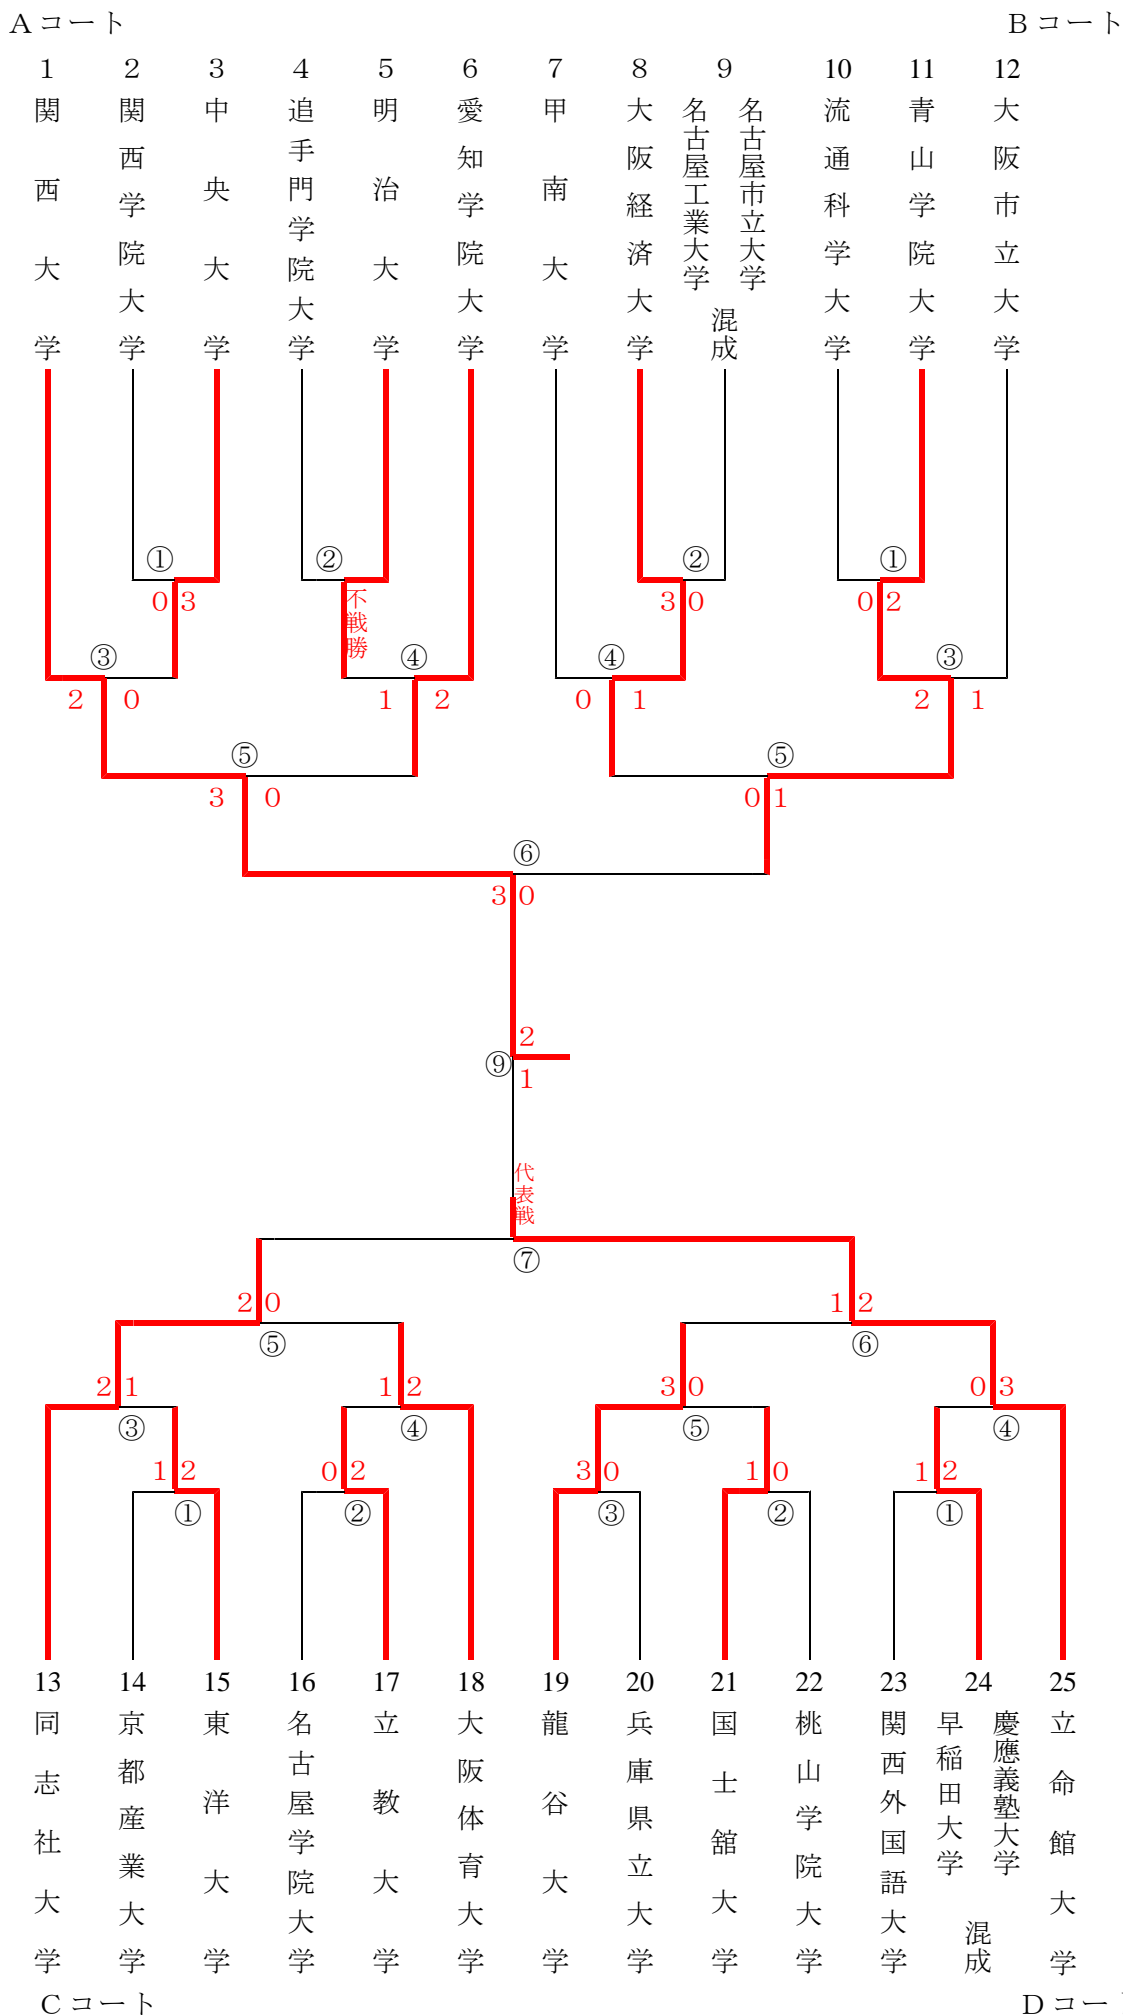 Aコート
Bコート
1 2 3 4 5 6 7 8 9 10 11 12
関西大学
関西学院大学
中央大学
追手門学院大学
明治大学
愛知学院大学
甲南大学
大阪経済大学
名古屋工業大学
名古屋市立大学
混成
流通科学大学
青山学院大学
大阪市立大学
① ② ② ①
0 3 不戦勝 3 0 0 2
③ ④ ④ ③
2 0 1 2 0 1 2 1
⑤ ⑤
3 0 0 1
⑥
3 0
2
⑨
1
代表戦
⑦
2 0 1 2
⑤ ⑥
2 1 1 2 3 0 0 3
③ ④ ⑤ ④
1 2 0 2 3 0 1 0 1 2
① ② ③ ② ①
13 14 15 16 17 18 19 20 21 22 23 24 25
同志社大学
京都産業大学
東洋大学
名古屋学院大学
立教大学
大阪体育大学
龍谷大学
兵庫県立大学
国士舘大学
桃山学院大学
関西外国語大学
早稲田大学
慶應義塾大学
混成
立命館大学
Cコート
Dコート